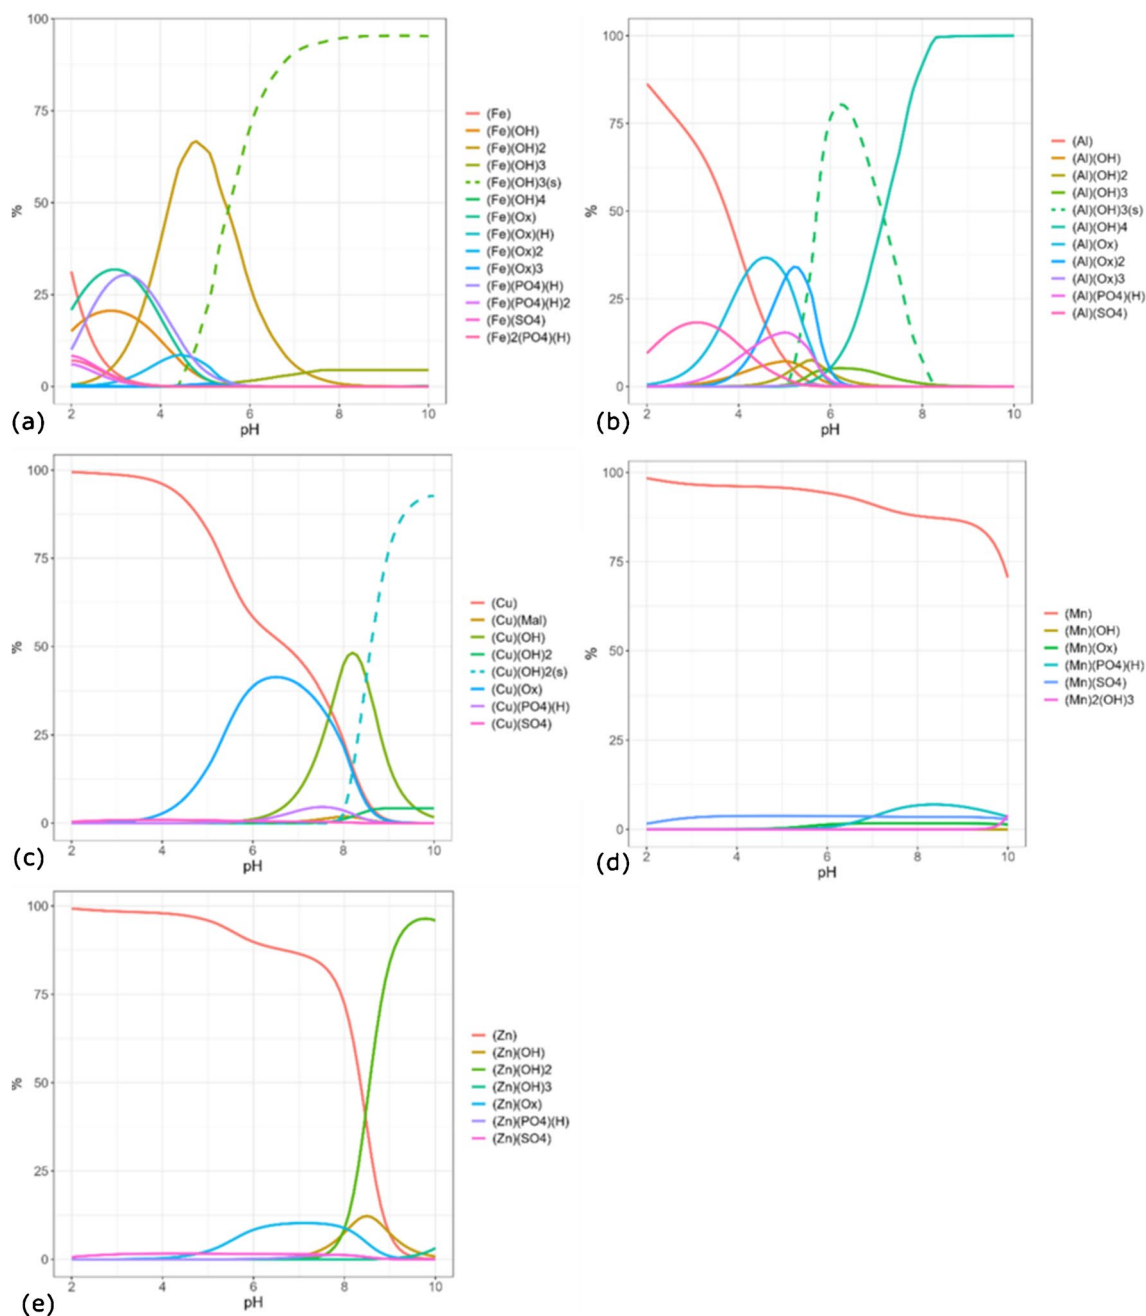 100
75
50
25
0
%
2
4
6
8
10
pH
(Fe)
(Fe)(OH)
(Fe)(OH)2
(Fe)(OH)3
(Fe)(OH)3(s)
(Fe)(OH)4
(Fe)(Ox)
(Fe)(Ox)(H)
(Fe)(Ox)2
(Fe)(Ox)3
(Fe)(PO4)(H)
(Fe)(PO4)(H)2
(Fe)(SO4)
(Fe)2(PO4)(H)
(a)
100
75
50
25
0
%
2
4
6
8
10
pH
(Al)
(Al)(OH)
(Al)(OH)2
(Al)(OH)3
(Al)(OH)3(s)
(Al)(OH)4
(Al)(Ox)
(Al)(Ox)2
(Al)(Ox)3
(Al)(PO4)(H)
(Al)(SO4)
(b)
100
75
50
25
0
%
2
4
6
8
10
pH
(Cu)
(Cu)(Mal)
(Cu)(OH)
(Cu)(OH)2
(Cu)(OH)2(s)
(Cu)(Ox)
(Cu)(PO4)(H)
(Cu)(SO4)
(c)
100
75
50
25
0
%
2
4
6
8
10
pH
(Mn)
(Mn)(OH)
(Mn)(Ox)
(Mn)(PO4)(H)
(Mn)(SO4)
(Mn)2(OH)3
(d)
100
75
50
25
0
%
2
4
6
8
10
pH
(Zn)
(Zn)(OH)
(Zn)(OH)2
(Zn)(OH)3
(Zn)(Ox)
(Zn)(PO4)(H)
(Zn)(SO4)
(e)